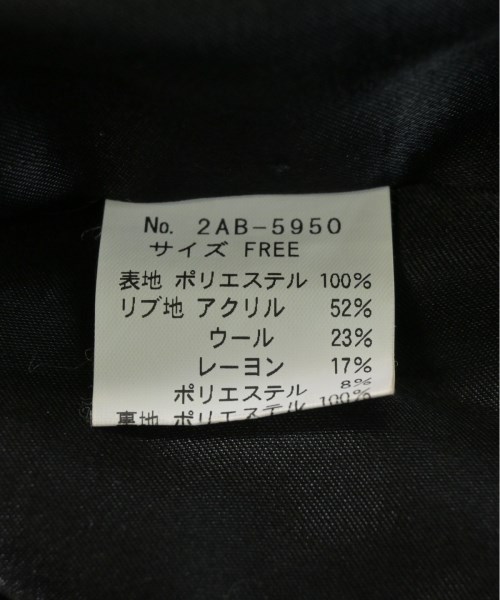 No. 2AB-5950
サイズ FREE
表地 ポリエステル 100%
リブ地 アクリル 52%
ウール 23%
レーヨン 17%
ポリエステル 8%
裏地 ポリエステル 100%